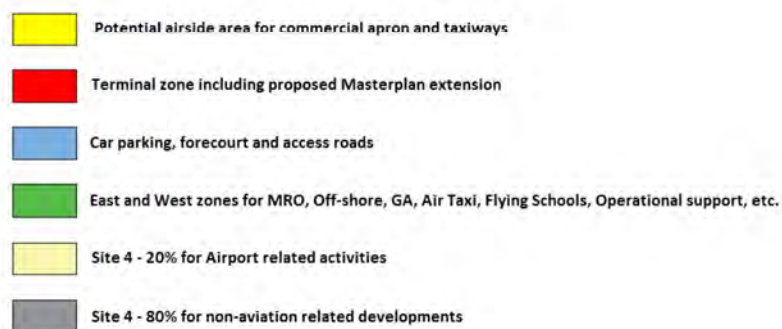 Potential airside area for commercial apron and taxiways
Terminal zone including proposed Masterplan extension
Car parking, forecourt and access roads
East and West zones for MRO, Off-shore, GA, Air Taxi, Flying Schools, Operational support, etc.
Site 4 - 20% for Airport related activities
Site 4 - 80% for non-aviation related developments